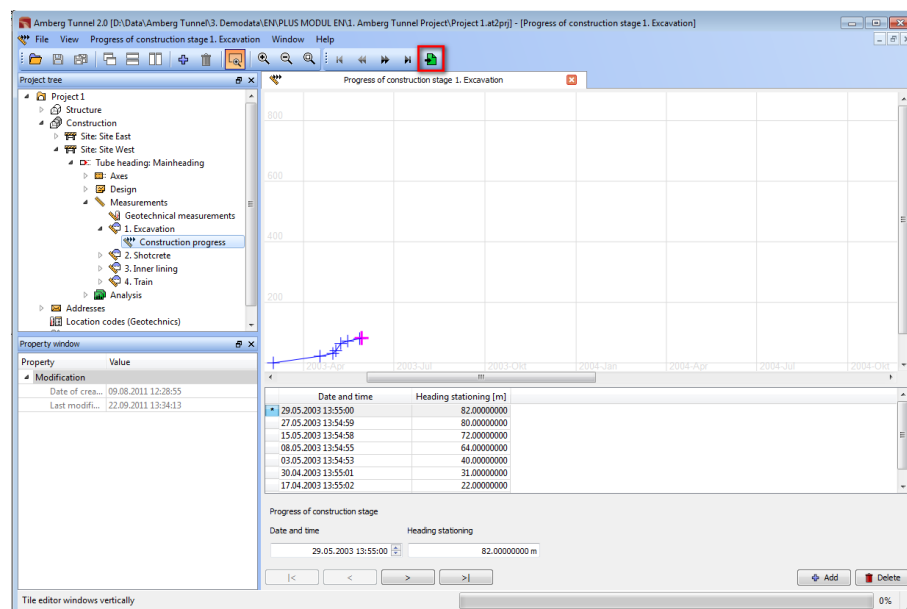 Amberg Tunnel 2.0 [D:\Data\Amberg Tunnel\3. Demodata\EN\PLUS MODUL EN\1. Amberg Tunnel Project\Project 1.at2prj] - [Progress of construction stage 1. Excavation]
File View Progress of construction stage 1. Excavation Window Help
Project tree
Progress of construction stage 1. Excavation
Project 1
Structure
Construction
Site: Site East
Site: Site West
Tube heading: Mainheading
Axes
Design
Measurements
Geotechnical measurements
1. Excavation
Construction progress
2. Shotcrete
3. Inner lining
4. Train
Analysis
Addresses
Location codes (Geotechnics)
800
600
400
200
2003-Apr 2003-Jul 2003-Okt 2004-Jan 2004-Apr 2004-Jul 2004-Okt
Property window
Property Value
Modification
Date of crea... 09.08.2011 12:28:55
Last modifi... 22.09.2011 13:34:13
Date and time Heading stationing [m]
* 29.05.2003 13:55:00 82.00000000
27.05.2003 13:54:59 80.00000000
15.05.2003 13:54:58 72.00000000
08.05.2003 13:54:55 64.00000000
03.05.2003 13:54:53 40.00000000
30.04.2003 13:55:01 31.00000000
17.04.2003 13:55:02 22.00000000
Progress of construction stage
Date and time Heading stationing
29.05.2003 13:55:00 82.00000000 m
|< < > >| Add Delete
Tile editor windows vertically 0%